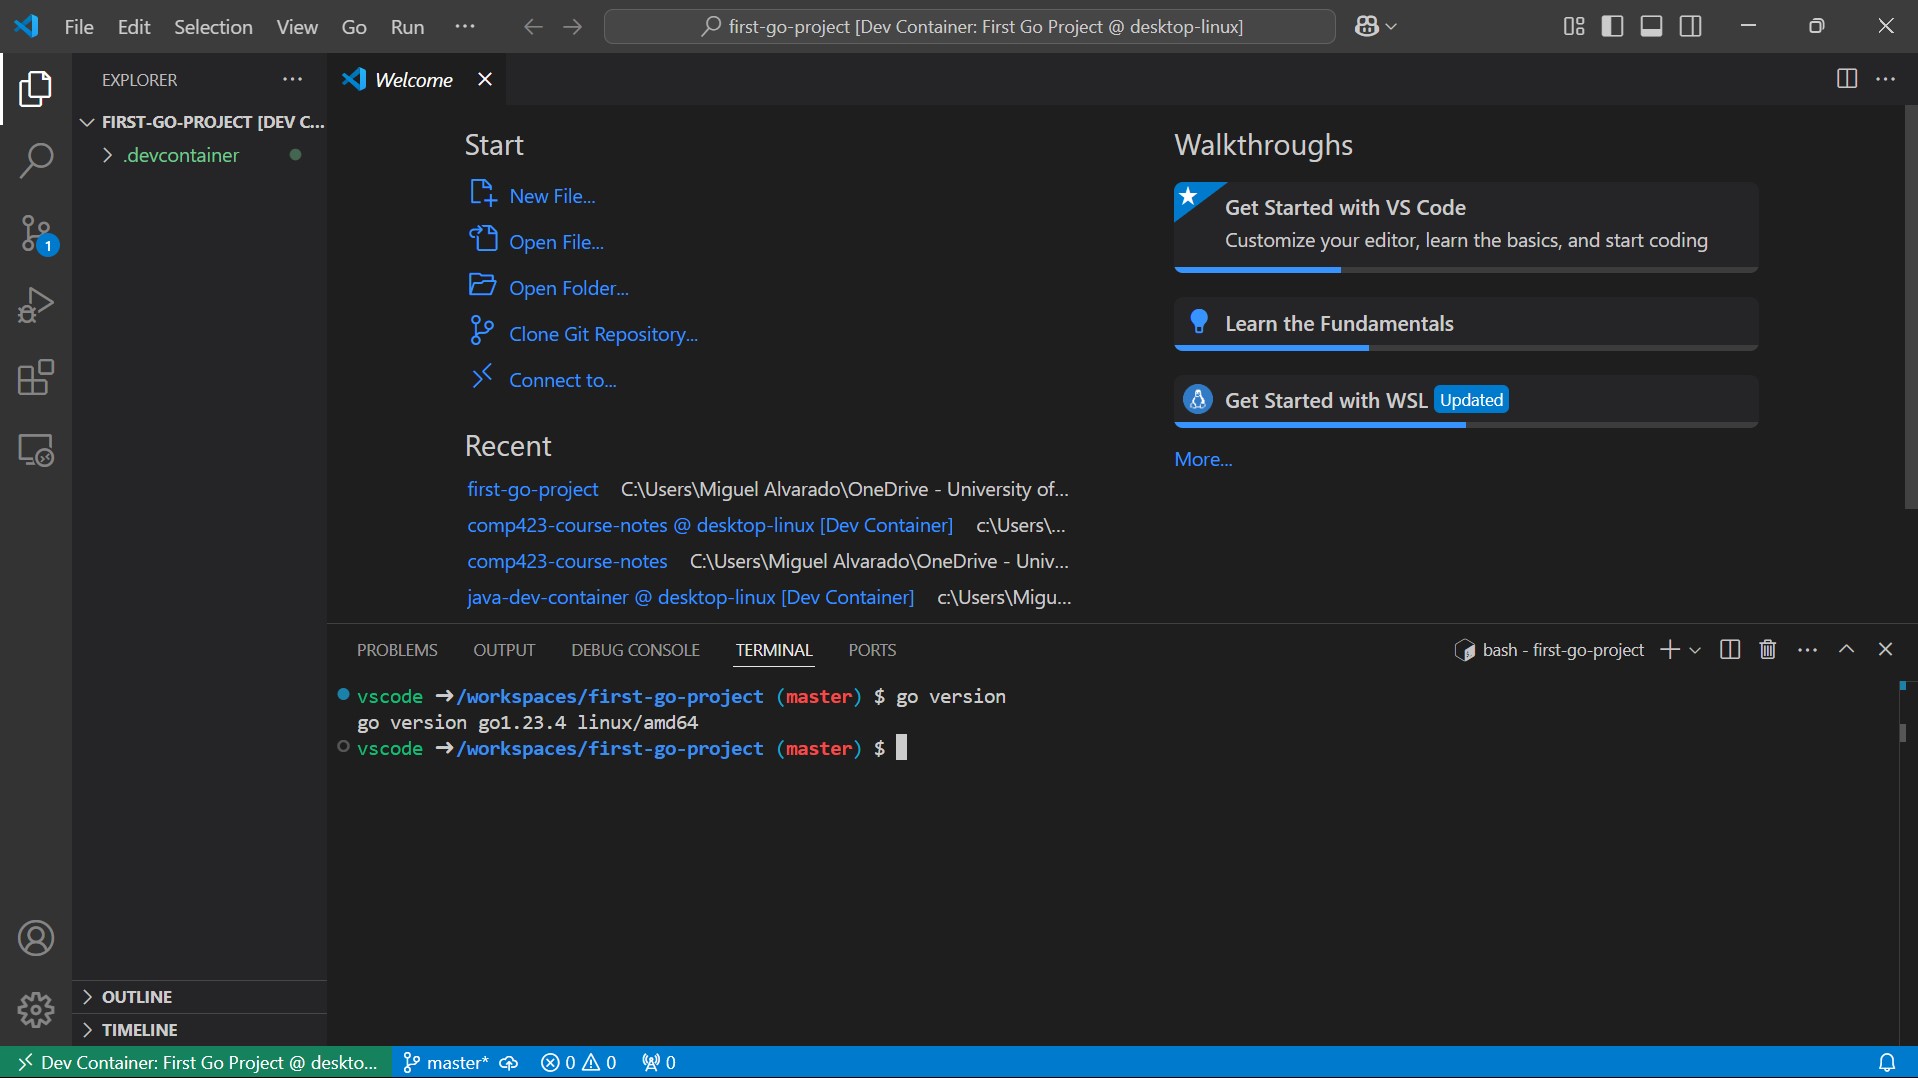 File Edit Selection View Go Run ··· first-go-project [Dev Container: First Go Project @ desktop-linux]
EXPLORER ···
Welcome
FIRST-GO-PROJECT [DEV C...
.devcontainer
1
Start
New File...
Open File...
Open Folder...
Clone Git Repository...
Connect to...
Recent
first-go-project C:\Users\Miguel Alvarado\OneDrive - University of...
comp423-course-notes @ desktop-linux [Dev Container] c:\Users\...
comp423-course-notes C:\Users\Miguel Alvarado\OneDrive - Univ...
java-dev-container @ desktop-linux [Dev Container] c:\Users\Migu...
Walkthroughs
Get Started with VS Code
Customize your editor, learn the basics, and start coding
Learn the Fundamentals
Get Started with WSL Updated
More...
PROBLEMS OUTPUT DEBUG CONSOLE TERMINAL PORTS bash - first-go-project
vscode ➜/workspaces/first-go-project (master) $ go version
go version go1.23.4 linux/amd64
vscode ➜/workspaces/first-go-project (master) $
OUTLINE
TIMELINE
Dev Container: First Go Project @ deskto... master* 0 0 0